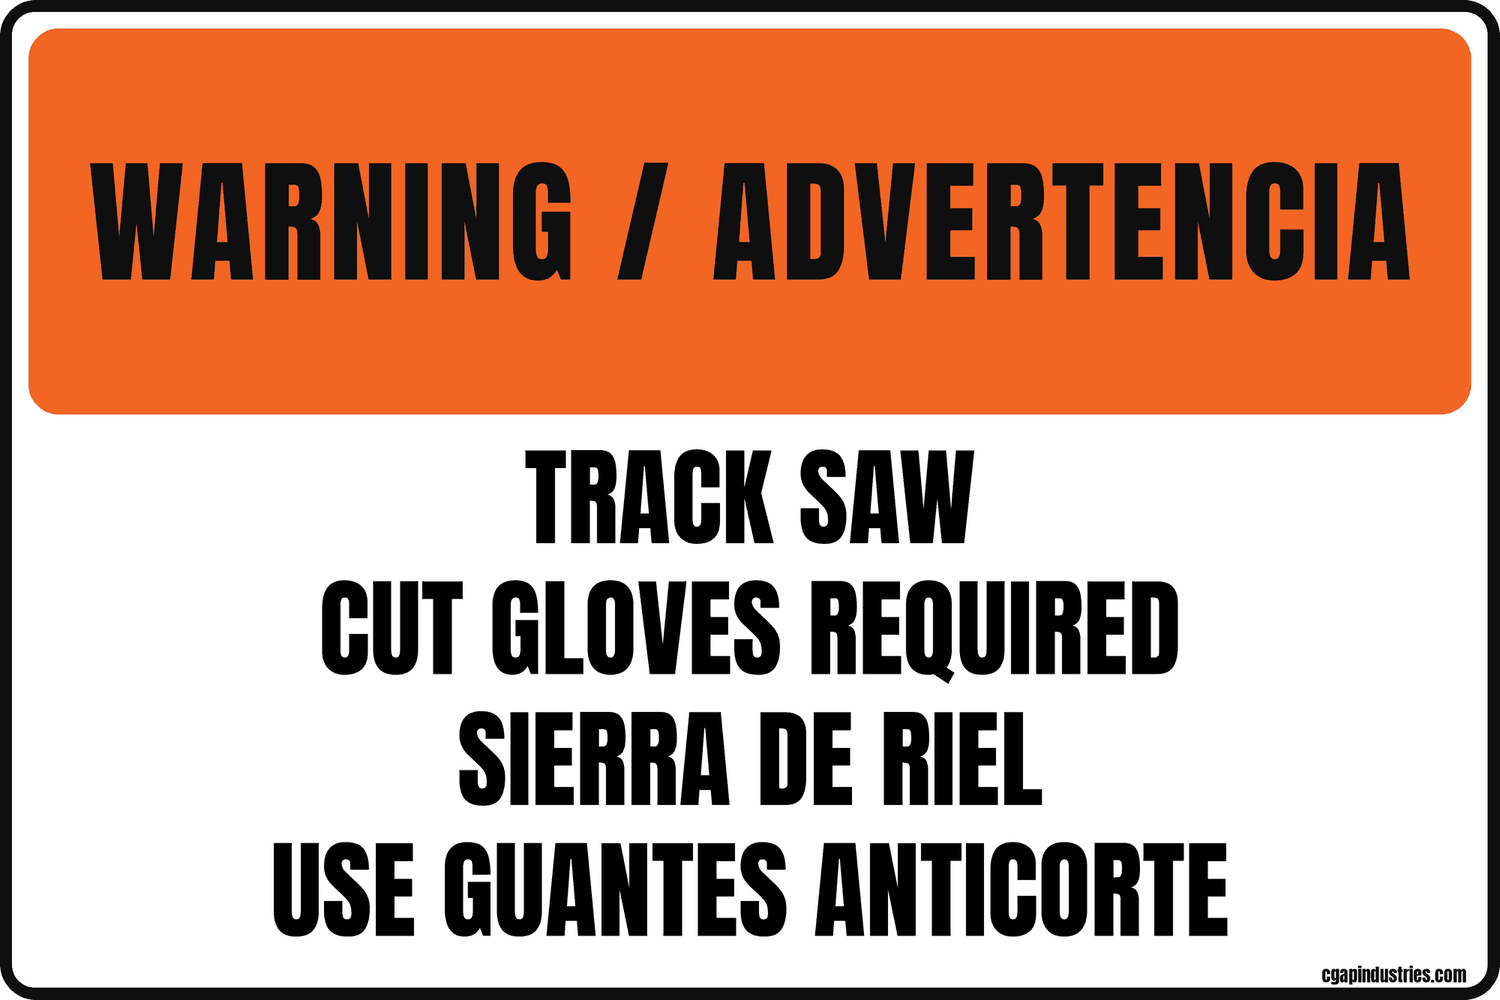 WARNING / ADVERTENCIA
TRACK SAW
CUT GLOVES REQUIRED
SIERRA DE RIEL
USE GUANTES ANTICORTE
cgapindustries.com